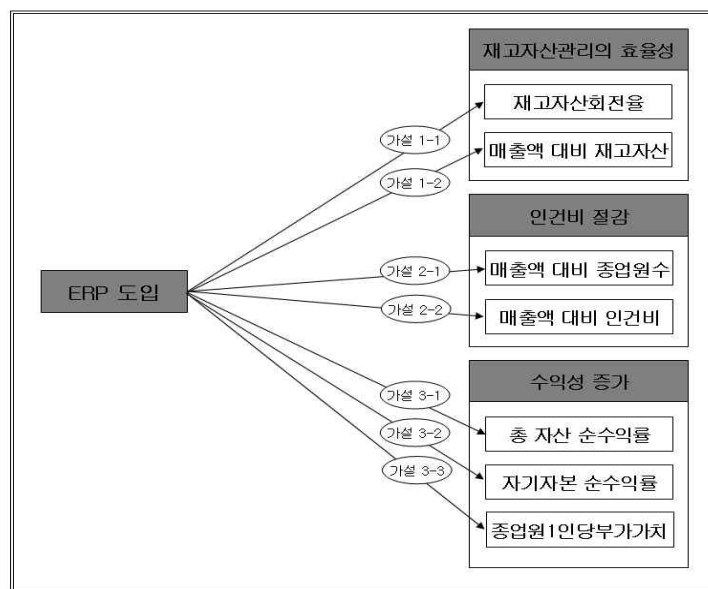 재고자산관리의 효율성
재고자산회전율
가설 1-1
매출액 대비 재고자산
가설 1-2
인건비 절감
가설 2-1
매출액 대비 종업원수
ERP 도입
가설 2-2
매출액 대비 인건비
수익성 증가
가설 3-1
총 자산 순수익률
가설 3-2
자기자본 순수익률
가설 3-3
종업원1인당부가가치